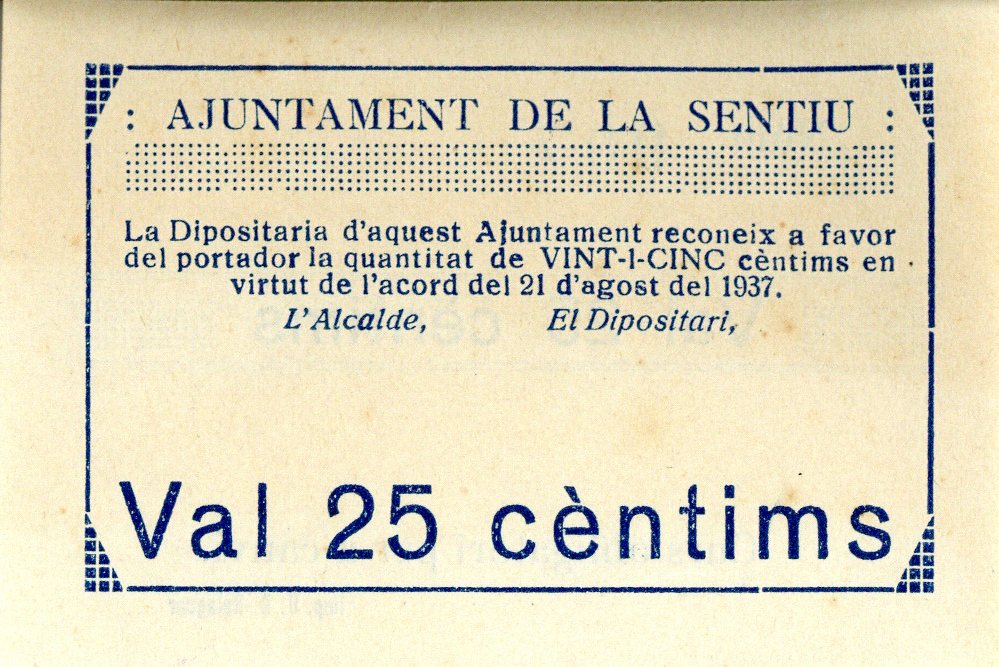 : AJUNTAMENT DE LA SENTIU :
La Dipositaria d'aquest Ajuntament reconeix a favor
del portador la quantitat de VINT-I-CINC cèntims en
virtut de l'acord del 21 d'agost del 1937.
L'Alcalde, El Dipositari,
Val 25 cèntims